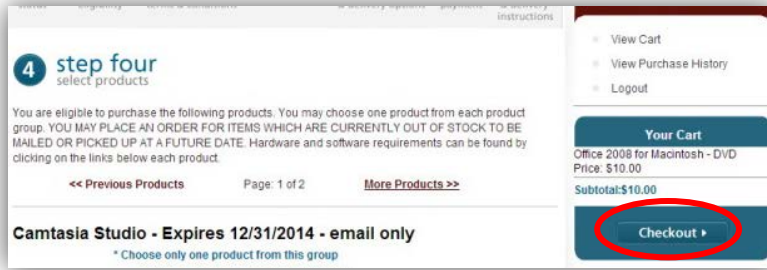 instructions
4 step four
select products
You are eligible to purchase the following products. You may choose one product from each product
group. YOU MAY PLACE AN ORDER FOR ITEMS WHICH ARE CURRENTLY OUT OF STOCK TO BE
MAILED OR PICKED UP AT A FUTURE DATE. Hardware and software requirements can be found by
clicking on the links below each product.
<< Previous Products Page: 1 of 2 More Products >>
Camtasia Studio - Expires 12/31/2014 - email only
* Choose only one product from this group
View Cart
View Purchase History
Logout
Your Cart
Office 2008 for Macintosh - DVD
Price: $10.00
Subtotal:$10.00
Checkout